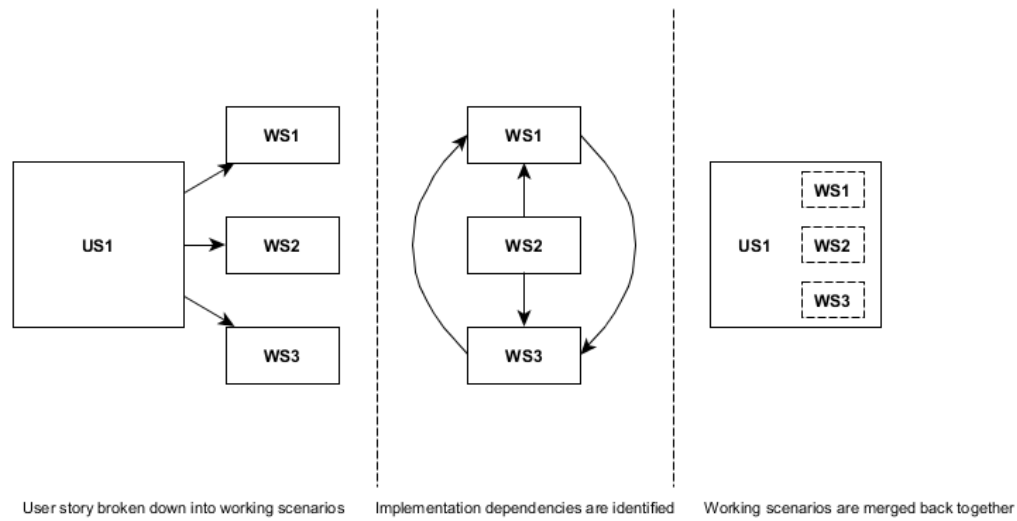 WS1
US1
WS2
WS3
User story broken down into working scenarios
WS1
WS2
WS3
Implementation dependencies are identified
WS1
US1
WS2
WS3
Working scenarios are merged back together